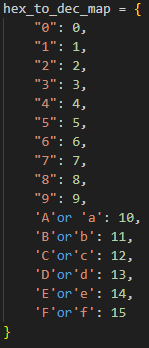 hex_to_dec_map = {
"0": 0,
"1": 1,
"2": 2,
"3": 3,
"4": 4,
"5": 5,
"6": 6,
"7": 7,
"8": 8,
"9": 9,
'A'or 'a': 10,
'B'or'b': 11,
'C'or'c': 12,
'D'or'd': 13,
'E'or'e': 14,
'F'or'f': 15
}